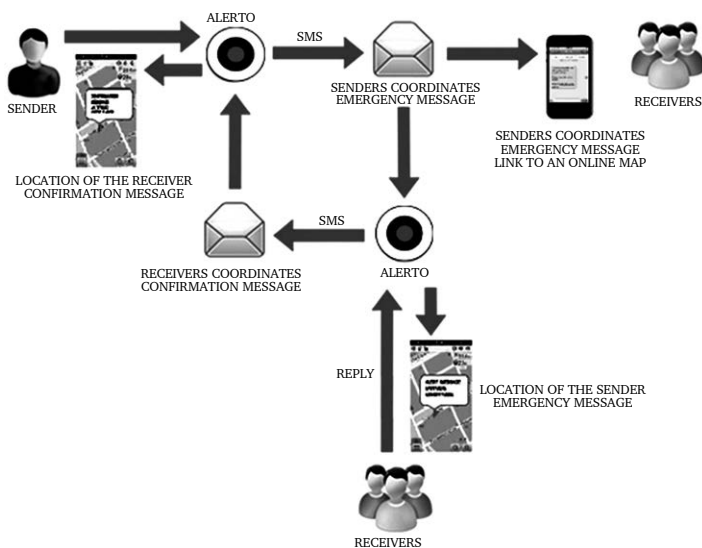 ALERTO
SMS
SENDER
SENDERS COORDINATES
EMERGENCY MESSAGE
RECEIVERS
SENDERS COORDINATES
EMERGENCY MESSAGE
LINK TO AN ONLINE MAP
LOCATION OF THE RECEIVER
CONFIRMATION MESSAGE
SMS
RECEIVERS COORDINATES
CONFIRMATION MESSAGE
ALERTO
REPLY
LOCATION OF THE SENDER
EMERGENCY MESSAGE
RECEIVERS